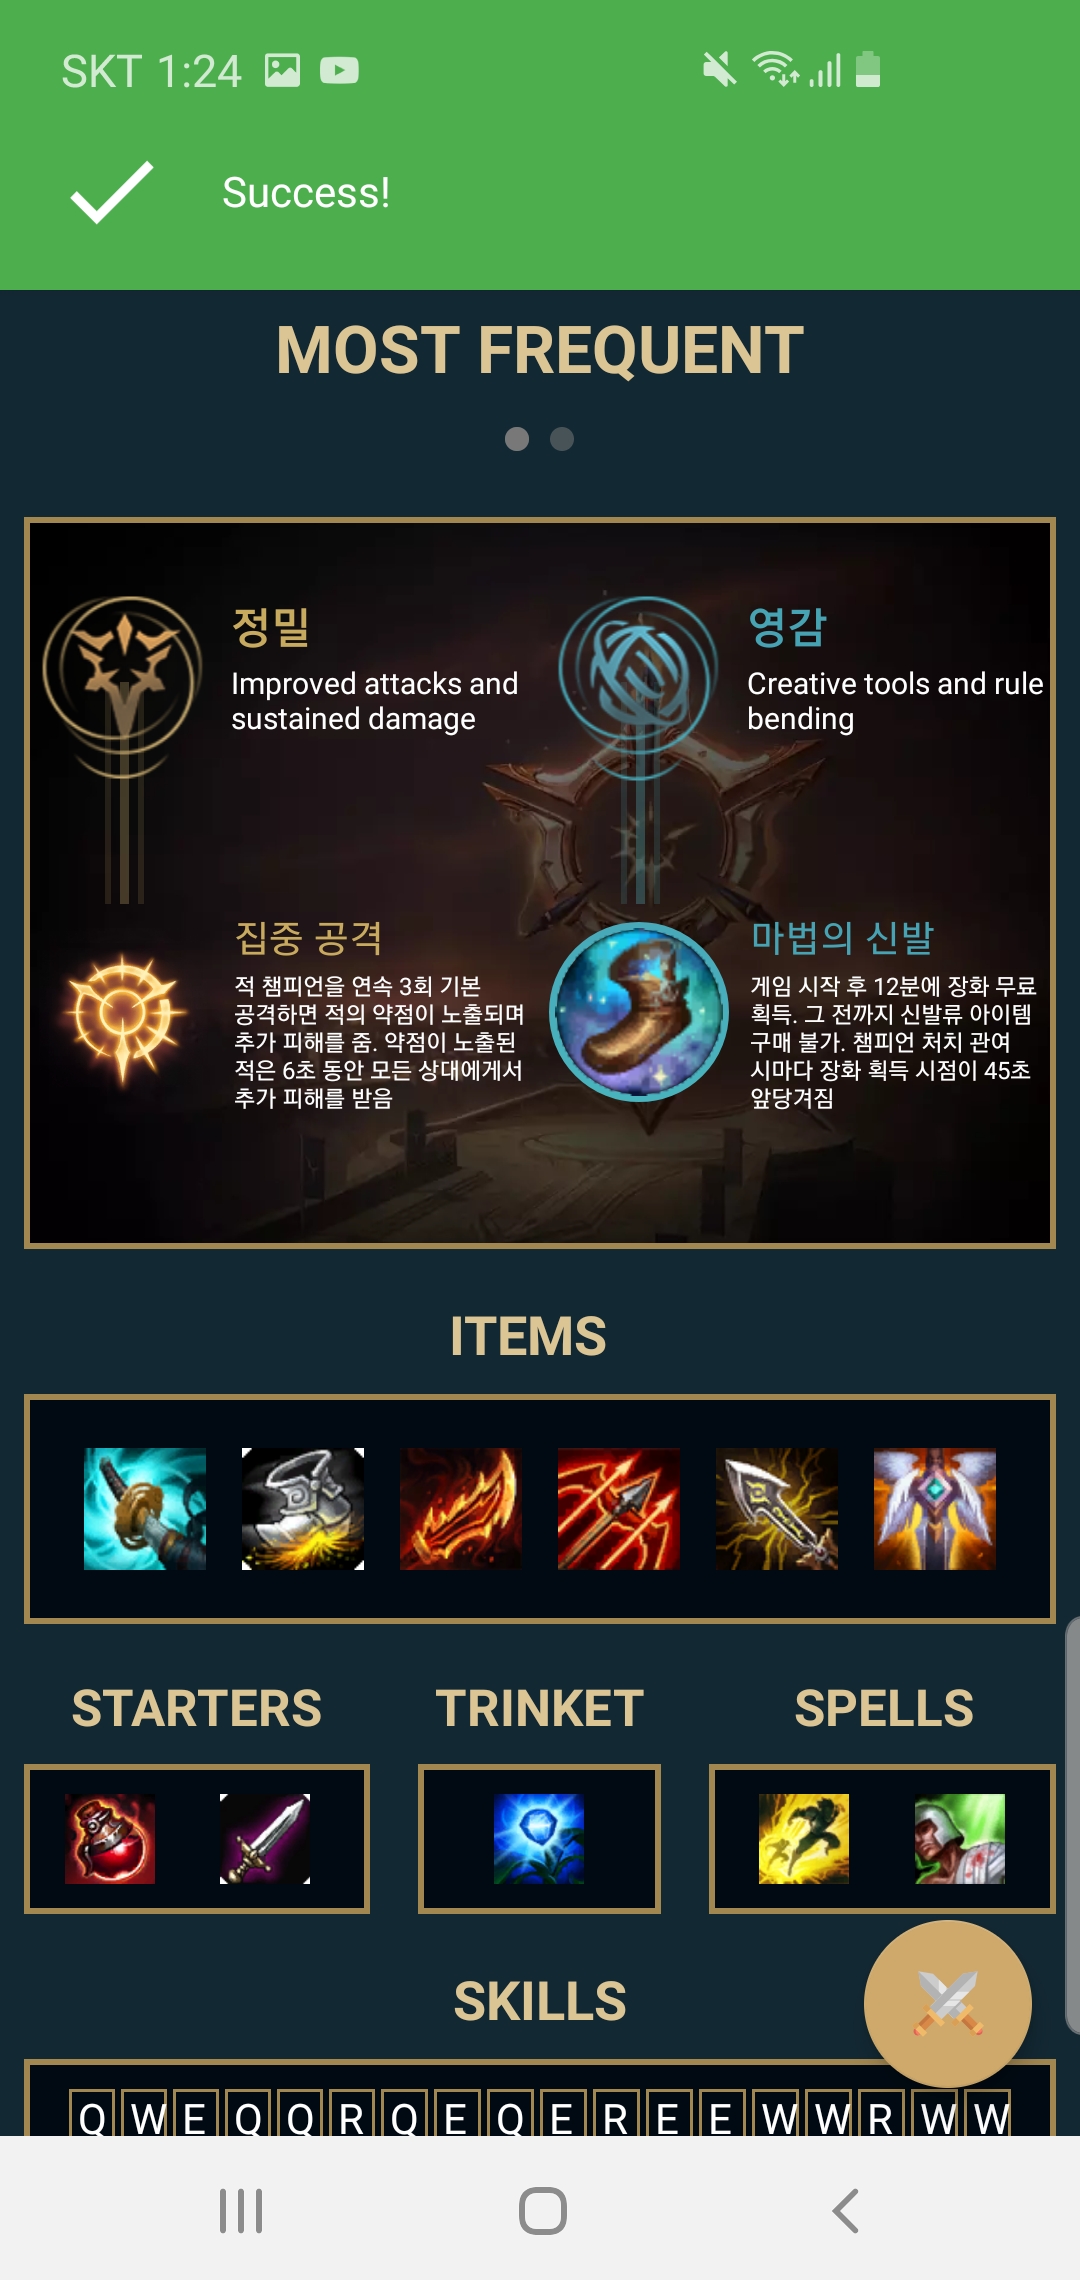 SKT 1:24
Success!
MOST FREQUENT
정밀
Improved attacks and
sustained damage
영감
Creative tools and rule
bending
집중 공격
적 챔피언을 연속 3회 기본
공격하면 적의 약점이 노출되며
추가 피해를 줌. 약점이 노출된
적은 6초 동안 모든 상대에게서
추가 피해를 받음
마법의 신발
게임 시작 후 12분에 장화 무료
획득. 그 전까지 신발류 아이템
구매 불가. 챔피언 처치 관여
시마다 장화 획득 시점이 45초
앞당겨짐
ITEMS
STARTERS TRINKET SPELLS
SKILLS
Q W E Q Q R Q E Q E R E E W W R W W